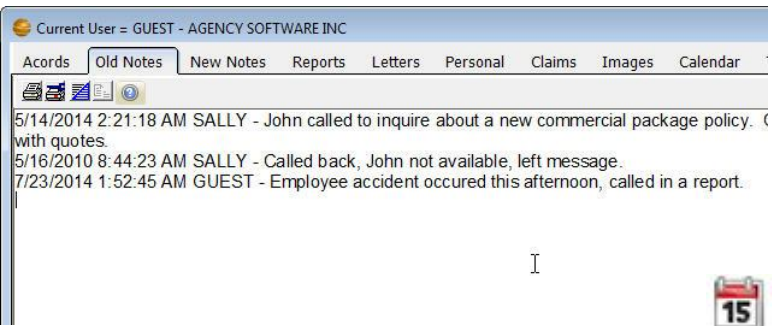 Current User = GUEST - AGENCY SOFTWARE INC
Acords Old Notes New Notes Reports Letters Personal Claims Images Calendar
5/14/2014 2:21:18 AM SALLY - John called to inquire about a new commercial package policy.
with quotes.
5/16/2010 8:44:23 AM SALLY - Called back, John not available, left message.
7/23/2014 1:52:45 AM GUEST - Employee accident occured this afternoon, called in a report.
15